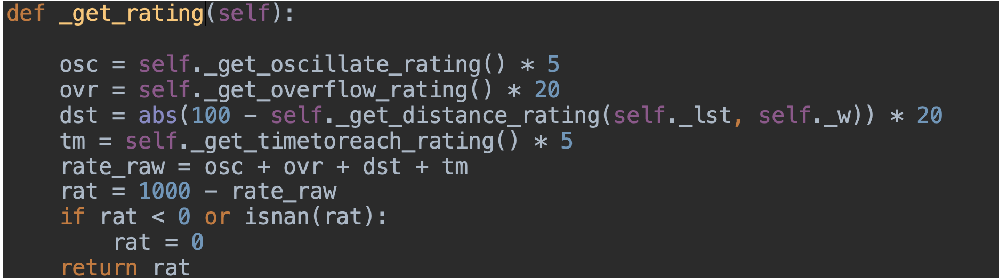 def _get_rating(self):
osc = self._get_oscillate_rating() * 5
ovr = self._get_overflow_rating() * 20
dst = abs(100 - self._get_distance_rating(self._lst, self._w)) * 20
tm = self._get_timetoreach_rating() * 5
rate_raw = osc + ovr + dst + tm
rat = 1000 - rate_raw
if rat < 0 or isnan(rat):
rat = 0
return rat